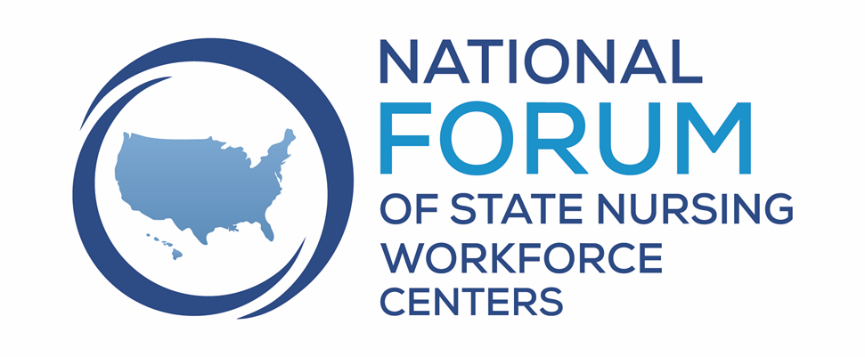 NATIONAL
FORUM
OF STATE NURSING
WORKFORCE
CENTERS